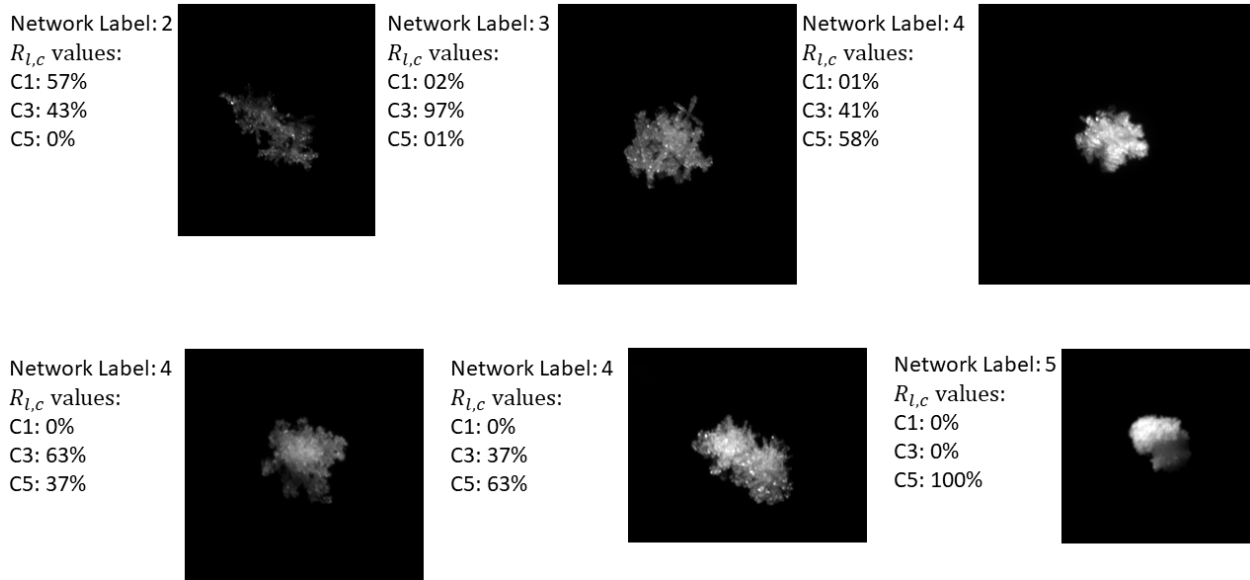 Network Label: 2
R_{l,c} values:
C1: 57%
C3: 43%
C5: 0%
Network Label: 3
R_{l,c} values:
C1: 02%
C3: 97%
C5: 01%
Network Label: 4
R_{l,c} values:
C1: 01%
C3: 41%
C5: 58%
Network Label: 4
R_{l,c} values:
C1: 0%
C3: 63%
C5: 37%
Network Label: 4
R_{l,c} values:
C1: 0%
C3: 37%
C5: 63%
Network Label: 5
R_{l,c} values:
C1: 0%
C3: 0%
C5: 100%